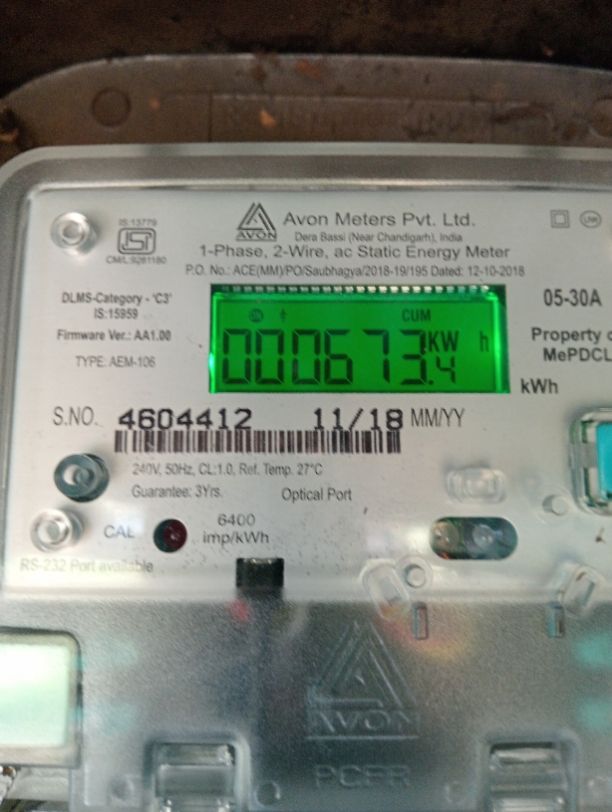 IS:13779
ISI
CM/L:9261160
AVON
Avon Meters Pvt. Ltd.
Dera Bassi (Near Chandigarh), India
1-Phase, 2-Wire, ac Static Energy Meter
P.O. No.: ACE(MM)/PO/Saubhagya/2018-19/195 Dated: 12-10-2018
DLMS-Category - 'C3'
IS:15959
Firmware Ver.: AA1.00
TYPE: AEM-106
CUM
000673.4 KW h
05-30A
Property o
MePDCL
kWh
S.NO. 4604412 11/18 MM/YY
240V, 50Hz, CL:1.0, Ref. Temp. 27°C
Guarantee: 3Yrs. Optical Port
CAL
6400
imp/kWh
RS-232 Port available
AVON